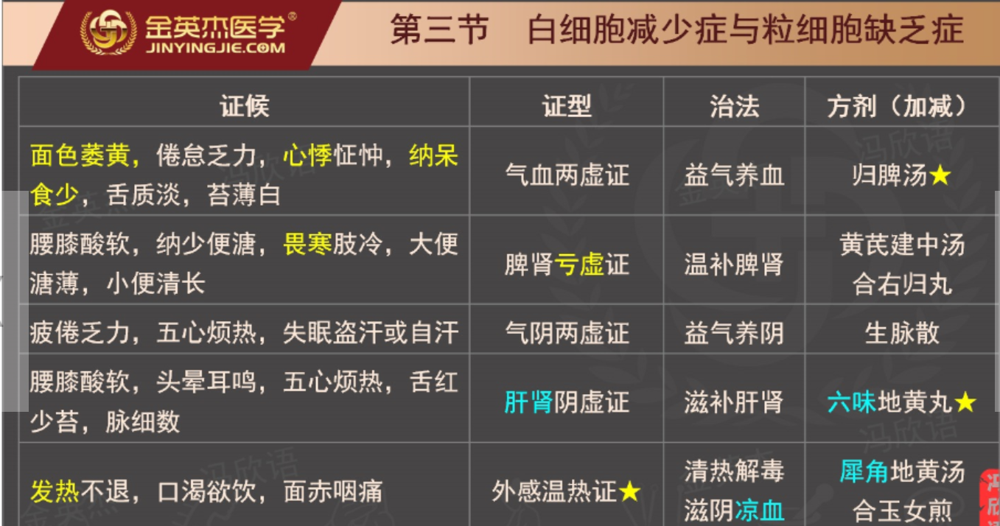 金英杰医学®
JINYINGJIE.COM
第三节 白细胞减少症与粒细胞缺乏症
证候 证型 治法 方剂（加减）
面色萎黄，倦怠乏力，心悸怔忡，纳呆
食少，舌质淡，苔薄白
气血两虚证
益气养血
归脾汤★
腰膝酸软，纳少便溏，畏寒肢冷，大便
溏薄，小便清长
脾肾亏虚证
温补脾肾
黄芪建中汤
合右归丸
疲倦乏力，五心烦热，失眠盗汗或自汗
气阴两虚证
益气养阴
生脉散
腰膝酸软，头晕耳鸣，五心烦热，舌红
少苔，脉细数
肝肾阴虚证
滋补肝肾
六味地黄丸★
发热不退，口渴欲饮，面赤咽痛
外感温热证★
清热解毒
滋阴凉血
犀角地黄汤
合玉女煎
冯欣语
冯欣语
冯欣语